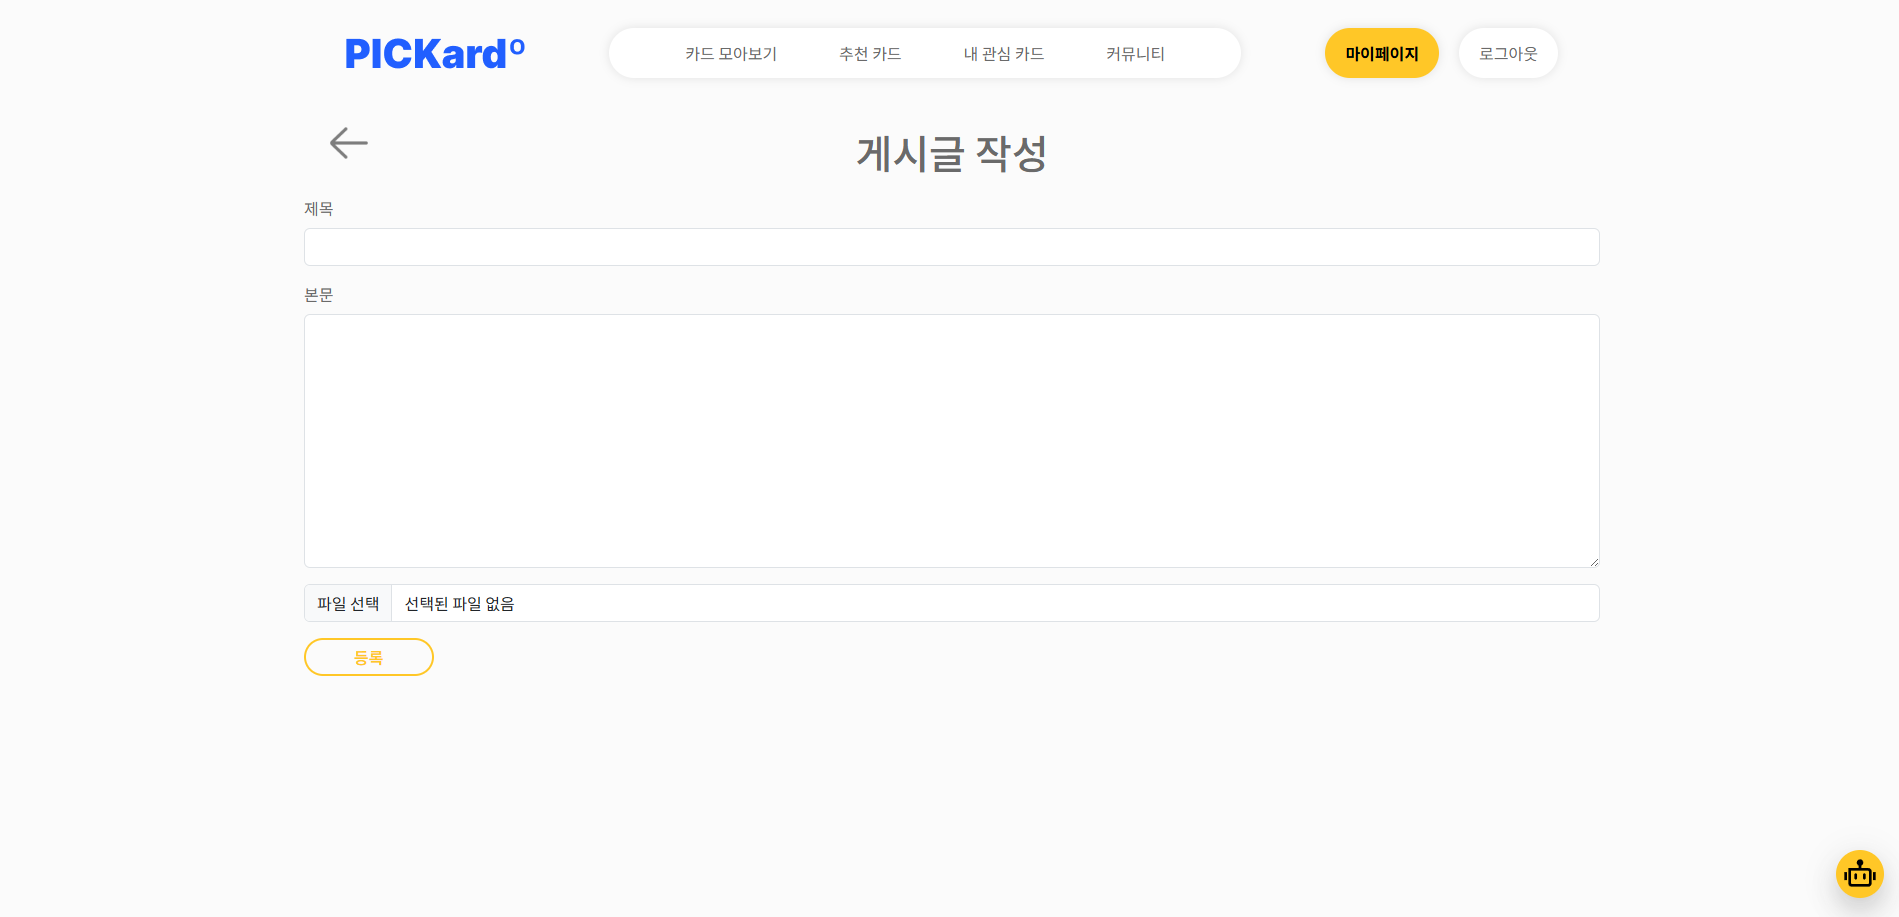 PICKardº
카드 모아보기 추천 카드 내 관심 카드 커뮤니티 마이페이지 로그아웃
게시글 작성
제목
본문
파일 선택 선택된 파일 없음
등록